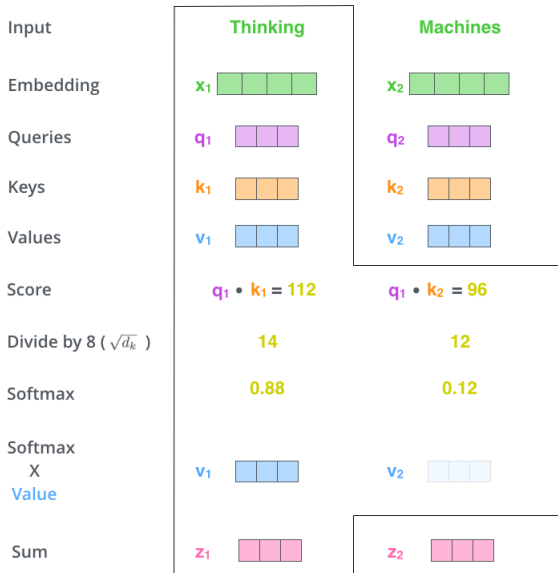 Input Thinking Machines
Embedding x₁ x₂
Queries q₁ q₂
Keys k₁ k₂
Values v₁ v₂
Score q₁ • k₁ = 112 q₁ • k₂ = 96
Divide by 8 ( √dₖ ) 14 12
Softmax 0.88 0.12
Softmax
X v₁ v₂
Value
Sum z₁ z₂